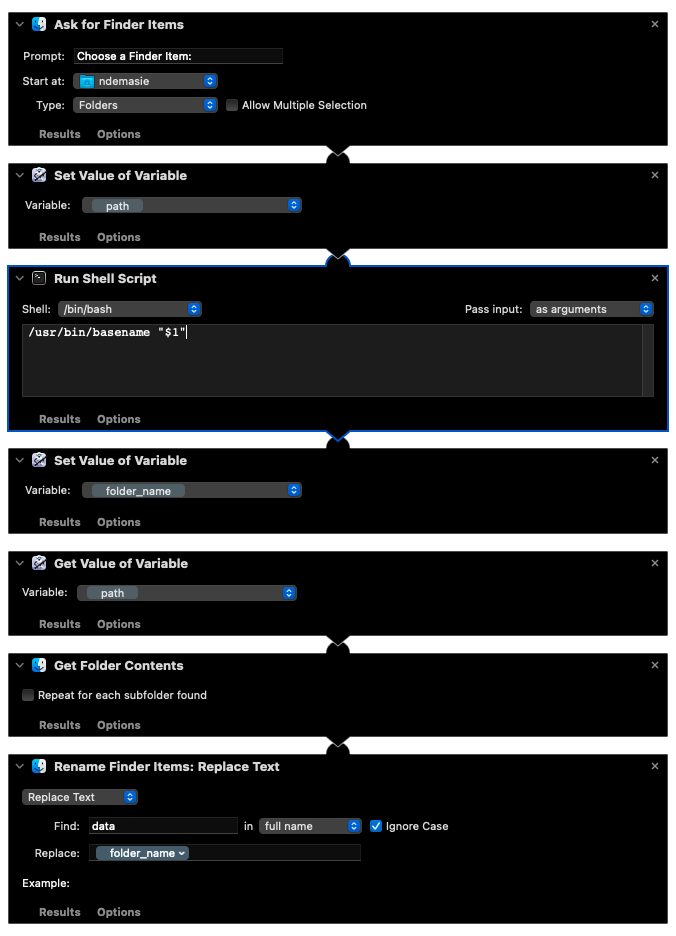 Ask for Finder Items
Prompt: Choose a Finder Item:
Start at: ndemasie
Type: Folders Allow Multiple Selection
Results Options
Set Value of Variable
Variable: path
Results Options
Run Shell Script
Shell: /bin/bash Pass input: as arguments
/usr/bin/basename "$1"
Results Options
Set Value of Variable
Variable: folder_name
Results Options
Get Value of Variable
Variable: path
Results Options
Get Folder Contents
Repeat for each subfolder found
Results Options
Rename Finder Items: Replace Text
Replace Text
Find: data in full name Ignore Case
Replace: folder_name
Example:
Results Options